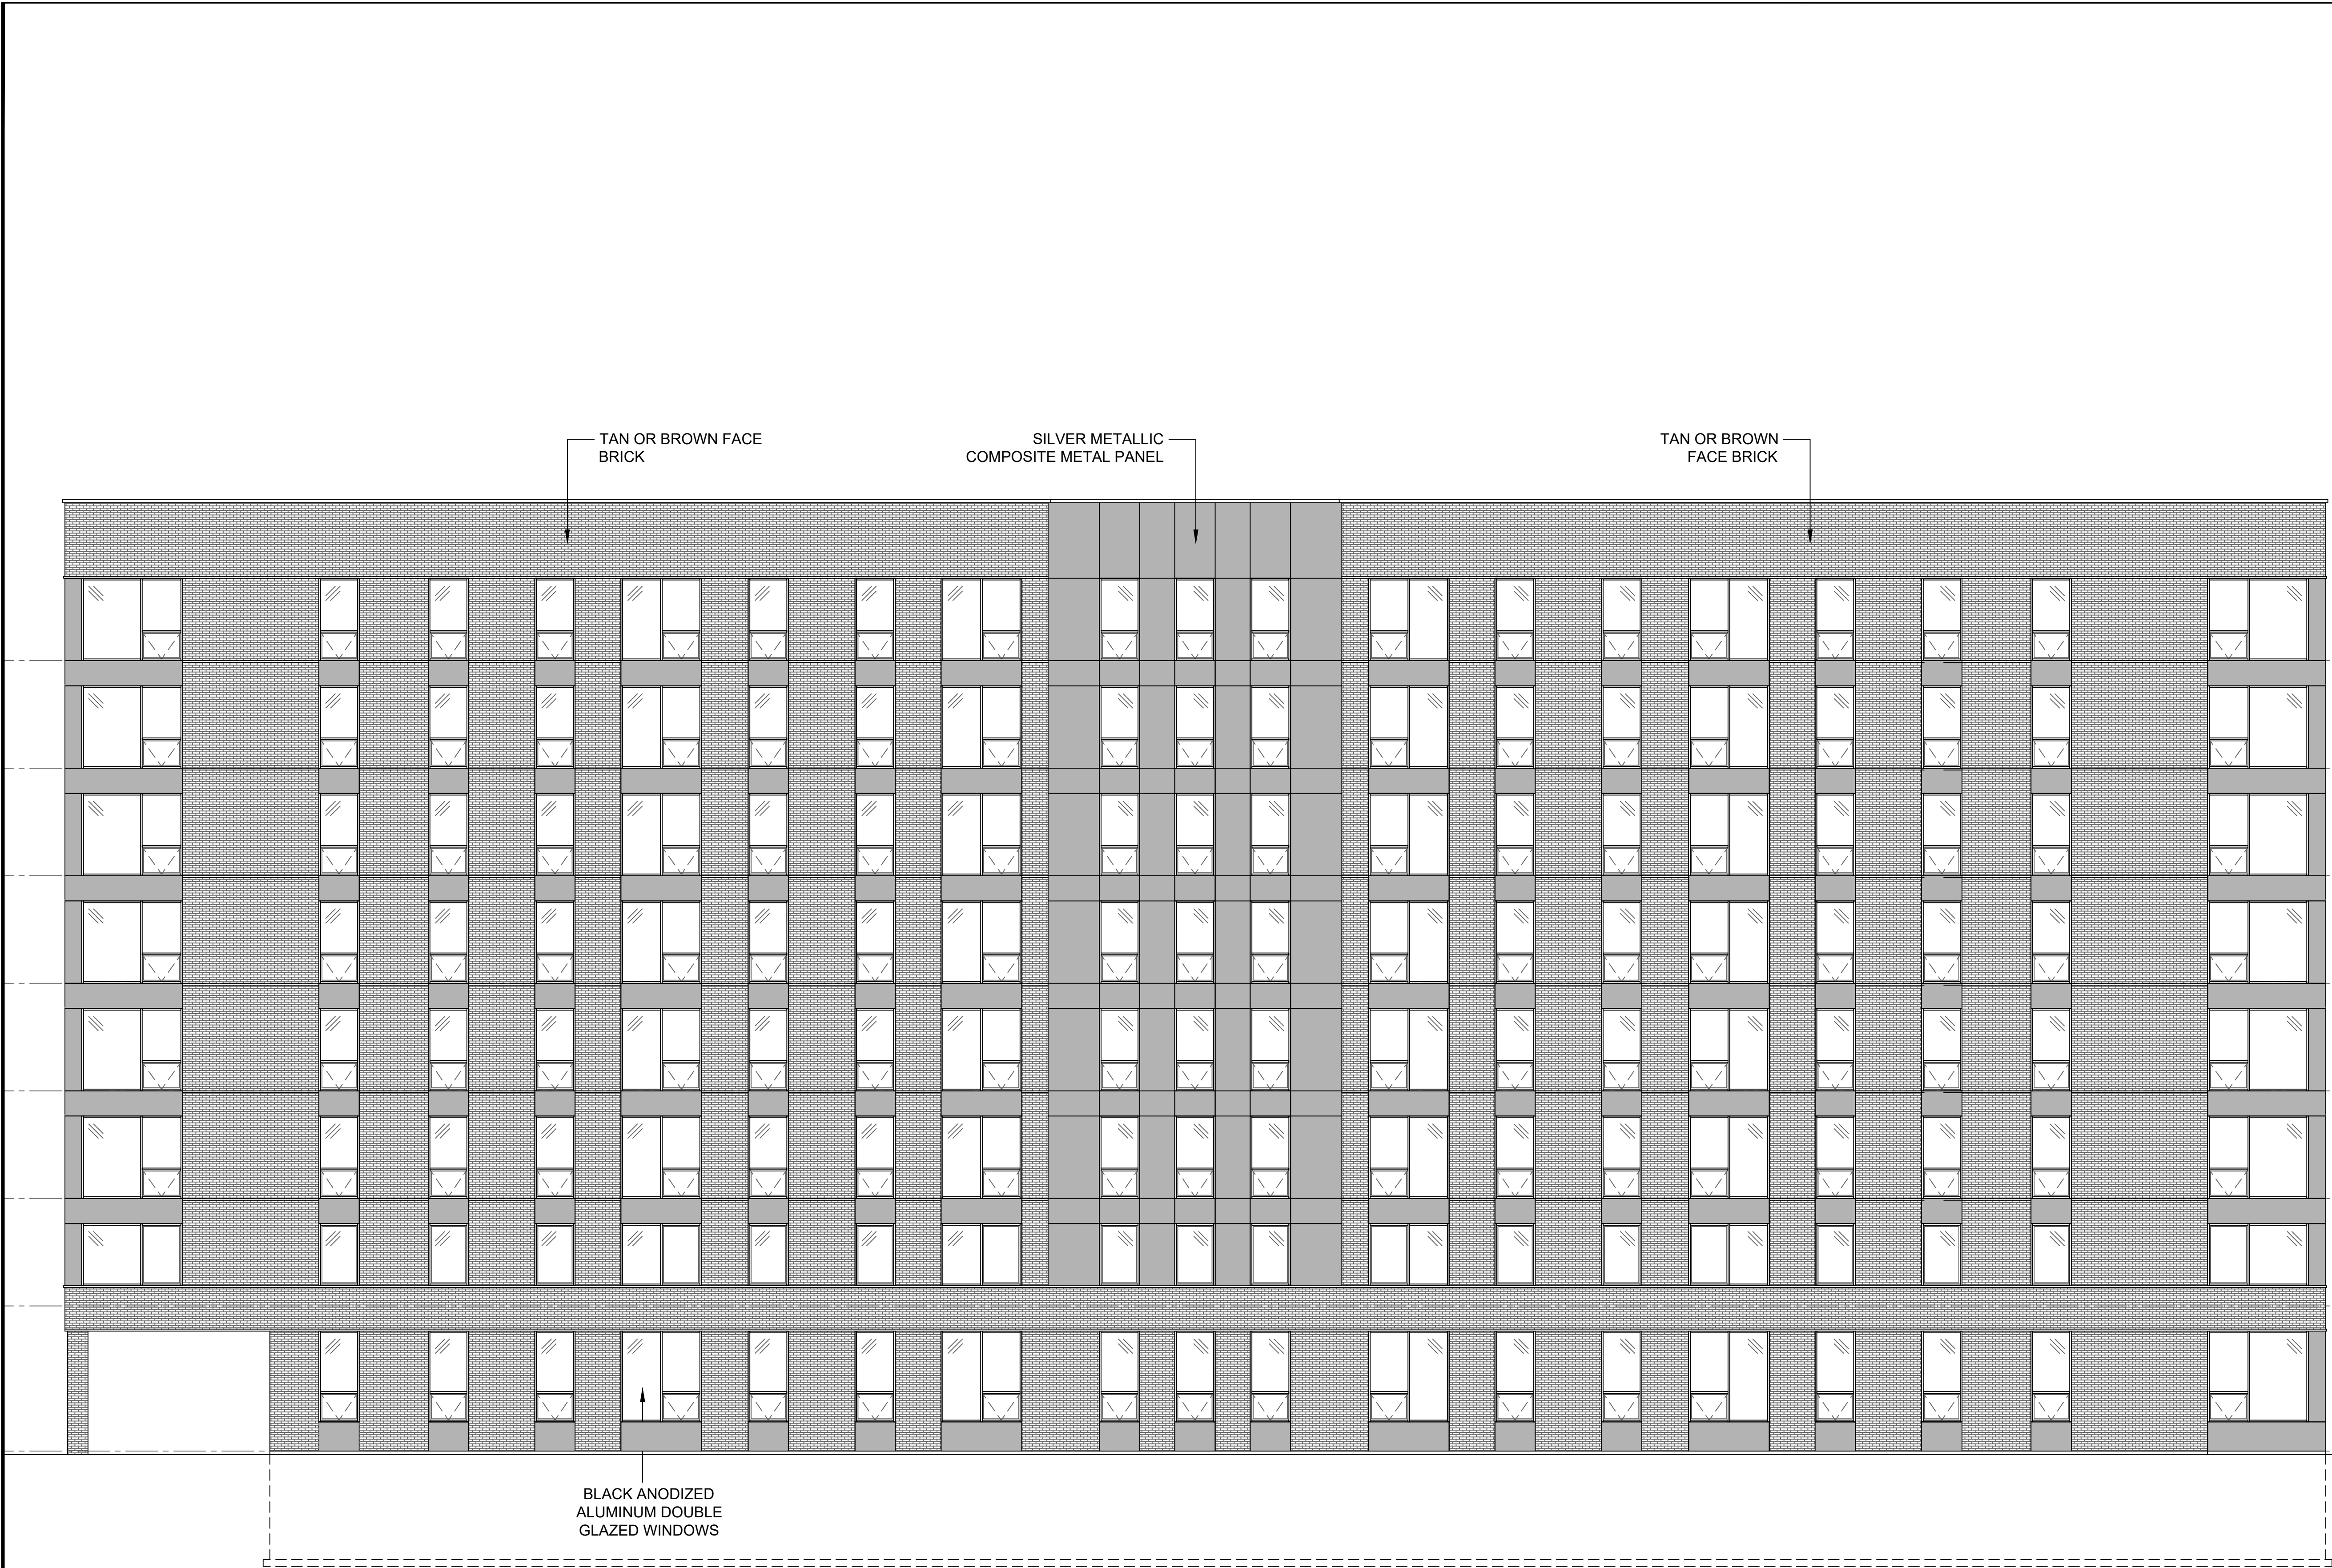 TAN OR BROWN FACE
BRICK
SILVER METALLIC
COMPOSITE METAL PANEL
TAN OR BROWN
FACE BRICK
BLACK ANODIZED
ALUMINUM DOUBLE
GLAZED WINDOWS